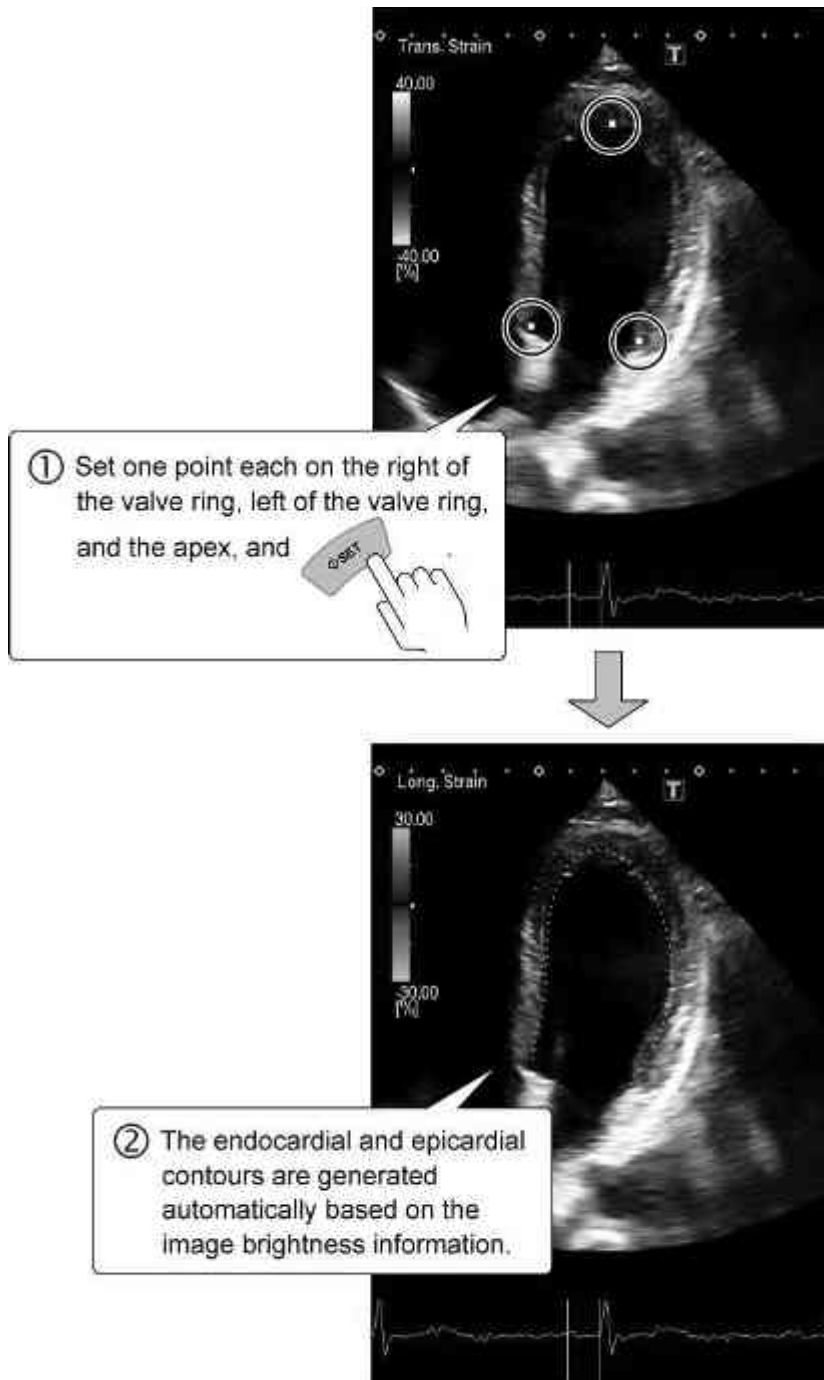 Trans. Strain
T
40.00
-40.00
[%]
① Set one point each on the right of
the valve ring, left of the valve ring,
and the apex, and
SET
Long. Strain
T
30.00
-30.00
[%]
② The endocardial and epicardial
contours are generated
automatically based on the
image brightness information.